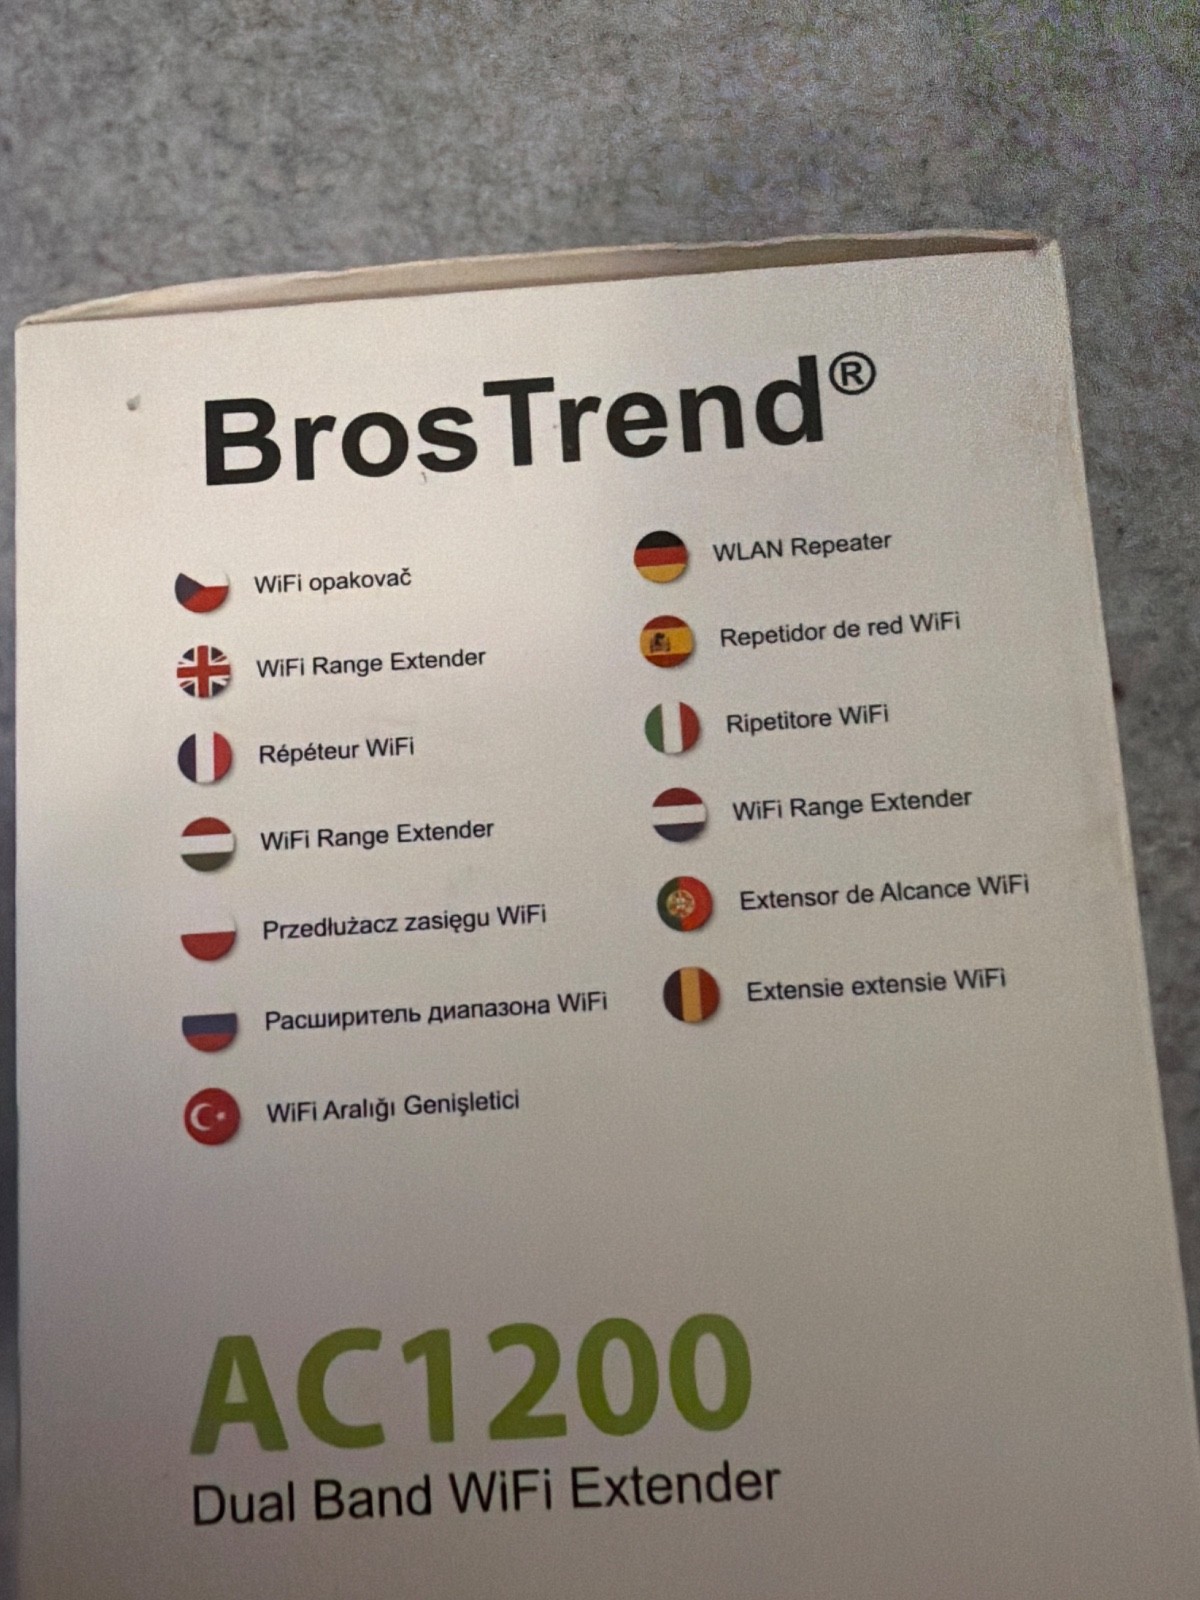 BrosTrend®
WiFi opakovač
WiFi Range Extender
Répéteur WiFi
WiFi Range Extender
Przedłużacz zasięgu WiFi
Расширитель диапазона WiFi
WiFi Aralığı Genişletici
WLAN Repeater
Repetidor de red WiFi
Ripetitore WiFi
WiFi Range Extender
Extensor de Alcance WiFi
Extensie extensie WiFi
AC1200
Dual Band WiFi Extender